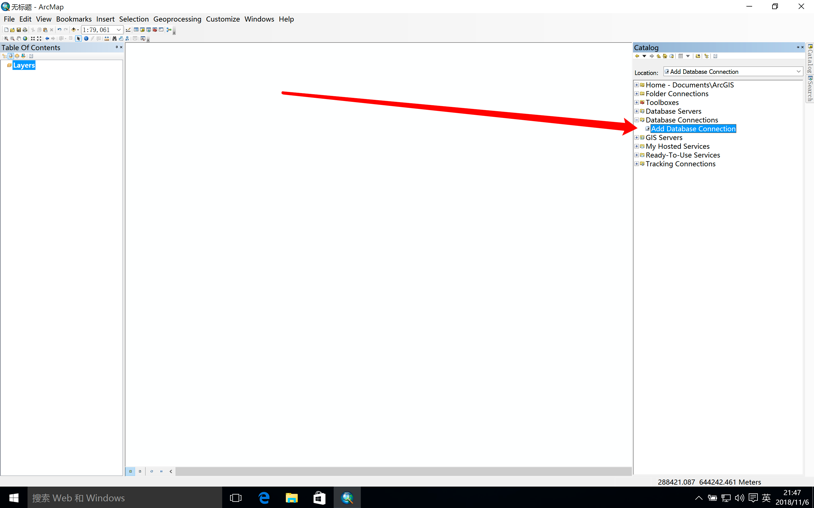 无标题 - ArcMap
File Edit View Bookmarks Insert Selection Geoprocessing Customize Windows Help
1:79,061
Table Of Contents
Layers
Catalog
Location: Add Database Connection
Home - Documents\ArcGIS
Folder Connections
Toolboxes
Database Servers
Database Connections
Add Database Connection
GIS Servers
My Hosted Services
Ready-To-Use Services
Tracking Connections
Catalog
Search
288421.087 644242.461 Meters
搜索 Web 和 Windows
英
21:47
2018/11/6